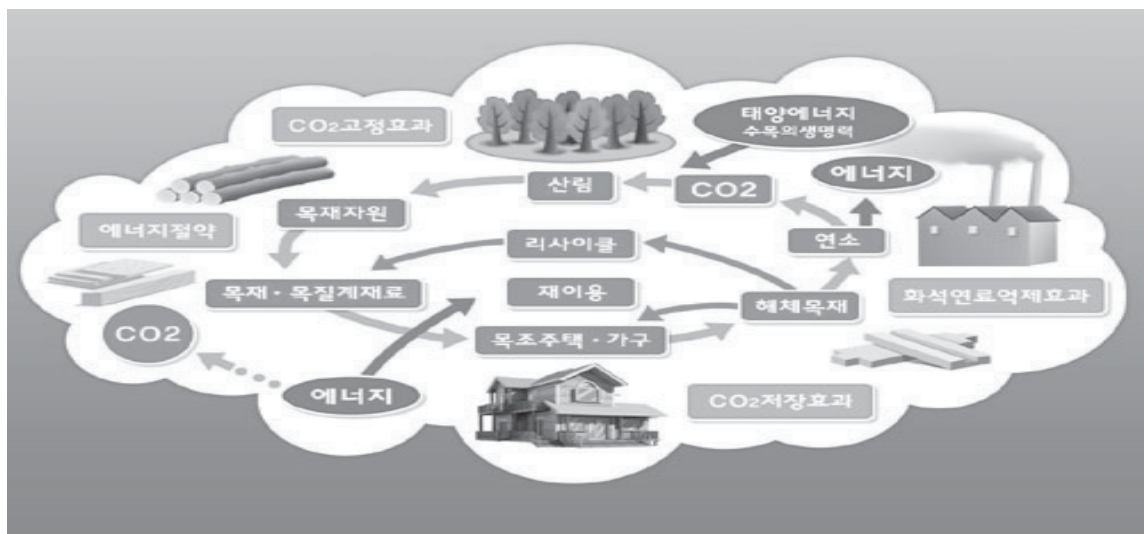 CO2고정효과
태양에너지
수목의생명력
에너지
산림
CO2
목재자원
에너지절약
연소
리사이클
목재·목질계재료
재이용
해체목재
화석연료억제효과
CO2
목조주택·가구
에너지
CO2저장효과